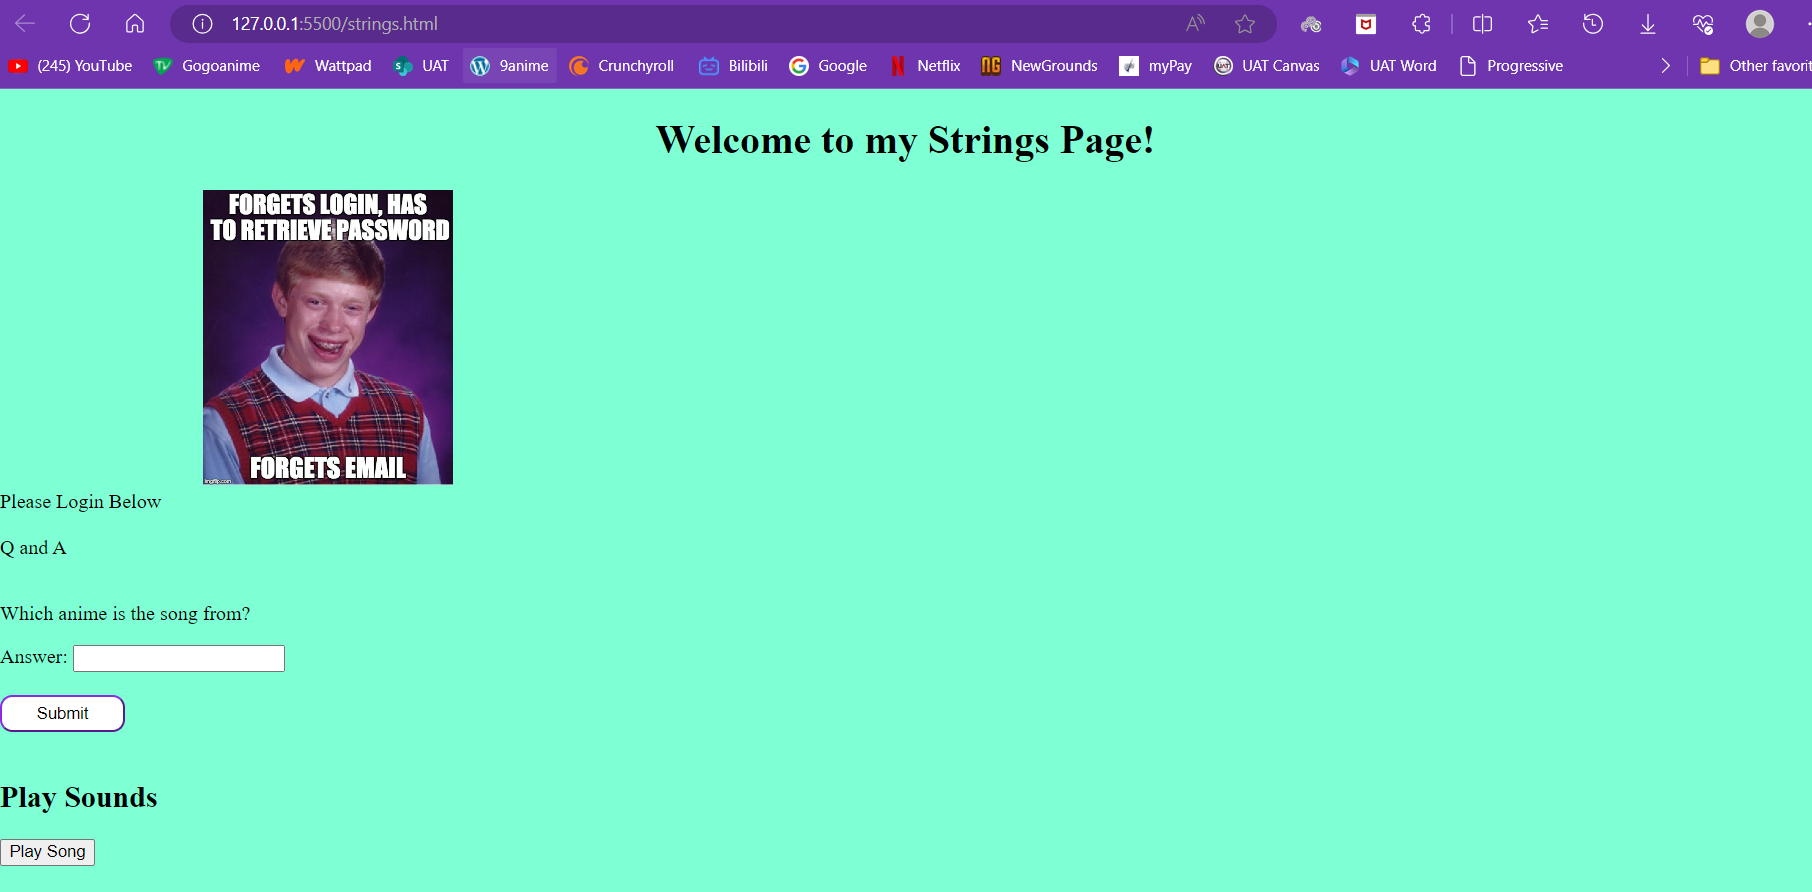 127.0.0.1:5500/strings.html
(245) YouTube Gogoanime Wattpad UAT 9anime Crunchyroll Bilibili Google Netflix NewGrounds myPay UAT Canvas UAT Word Progressive Other favorit
Welcome to my Strings Page!
FORGETS LOGIN, HAS
TO RETRIEVE PASSWORD
FORGETS EMAIL
imgflip.com
Please Login Below
Q and A
Which anime is the song from?
Answer:
Submit
Play Sounds
Play Song